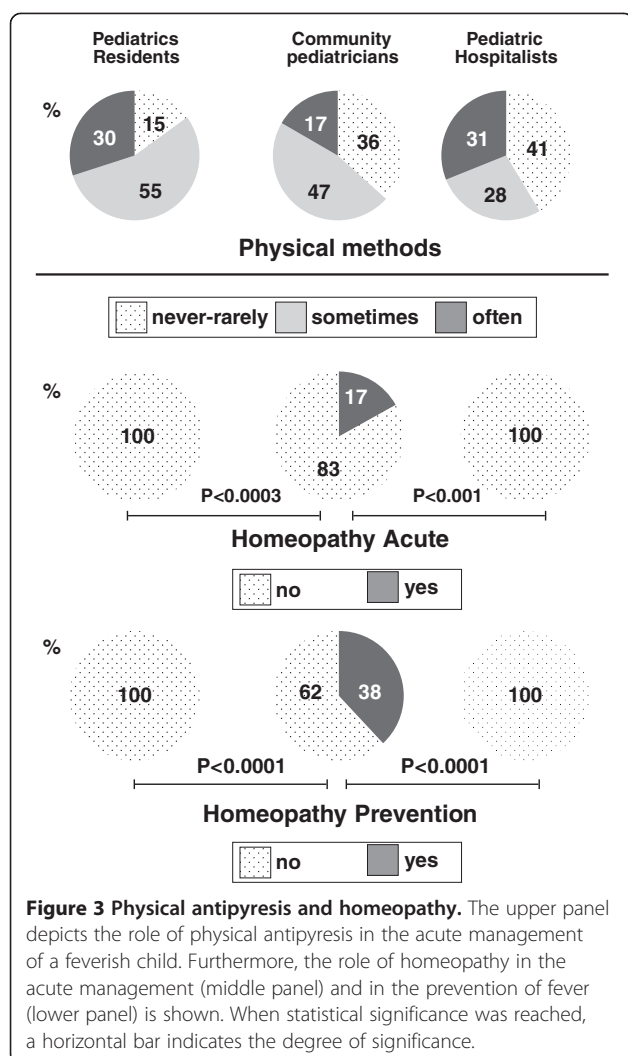 Pediatrics Residents
Community pediatricians
Pediatric Hospitalists
%
30 15 55
17 36 47
31 41 28
Physical methods
never-rarely sometimes often
%
100
17
83
100
P<0.0003 P<0.001
Homeopathy Acute
no yes
%
100 62 38 100
P<0.0001 P<0.0001
Homeopathy Prevention
no yes
Figure 3 Physical antipyresis and homeopathy. The upper panel
depicts the role of physical antipyresis in the acute management
of a feverish child. Furthermore, the role of homeopathy in the
acute management (middle panel) and in the prevention of fever
(lower panel) is shown. When statistical significance was reached,
a horizontal bar indicates the degree of significance.